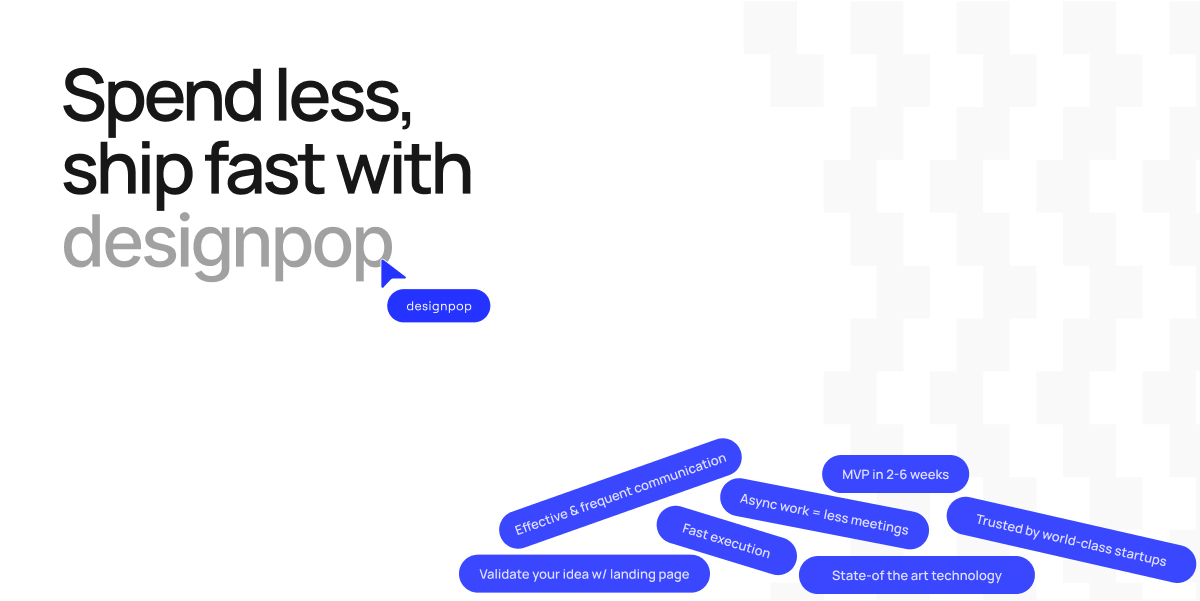 Spend less,
ship fast with
designpop
designpop
Effective & frequent communication
MVP in 2-6 weeks
Async work = less meetings
Trusted by world-class startups
Fast execution
Validate your idea w/ landing page
State-of the art technology